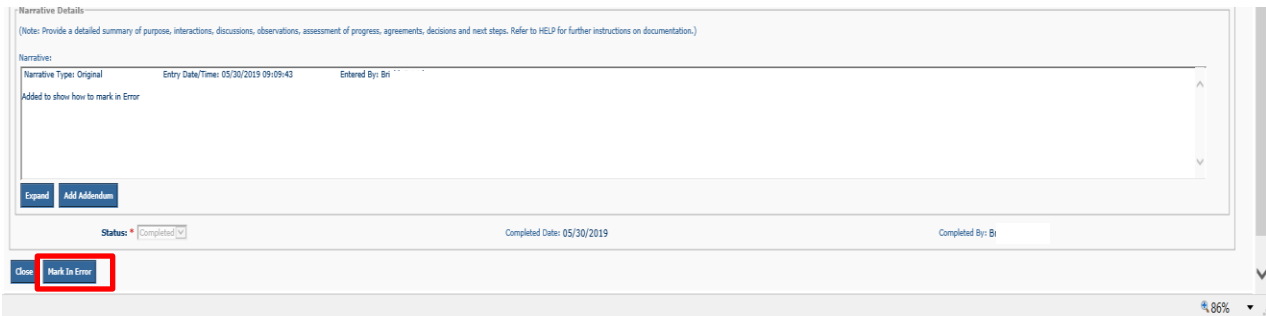 Narrative Details
(Note: Provide a detailed summary of purpose, interactions, discussions, observations, assessment of progress, agreements, decisions and next steps. Refer to HELP for further instructions on documentation.)
Narrative:
Narrative Type: Original Entry Date/Time: 05/30/2019 09:09:43 Entered By: Bri
Added to show how to mark in Error
Expand Add Addendum
Status: * Completed Completed Date: 05/30/2019 Completed By:
Close Mark In Error
86%